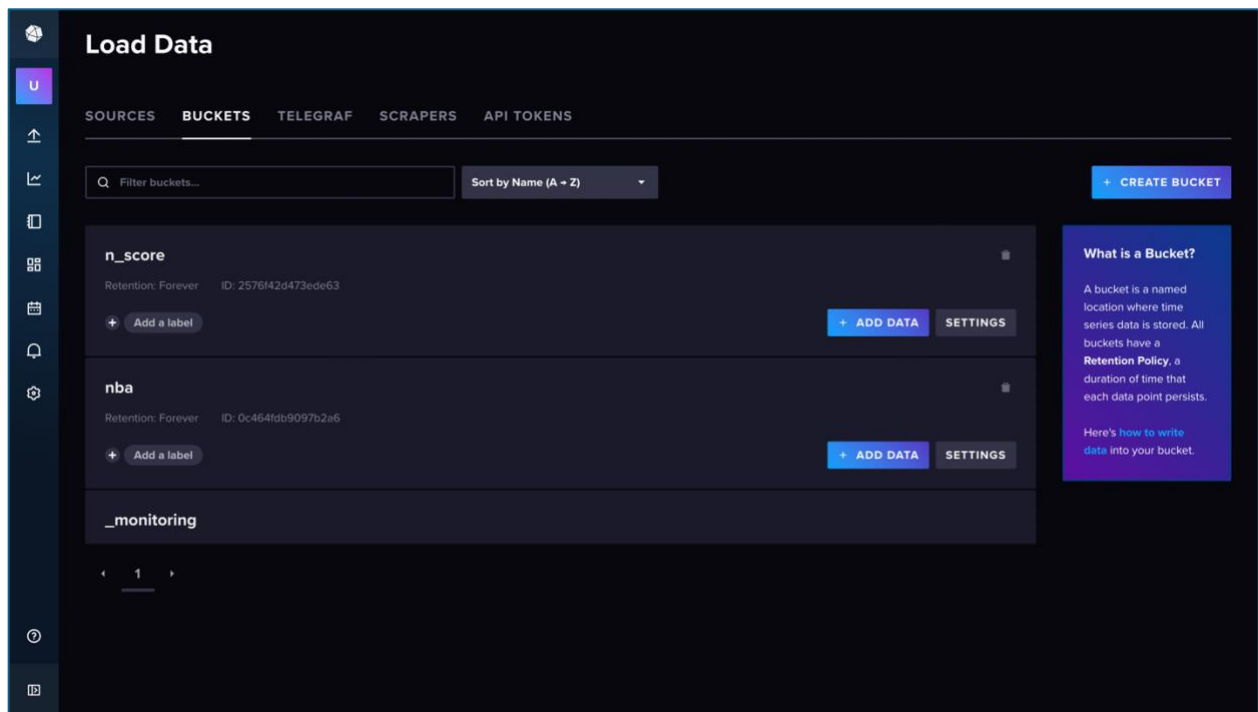 Load Data
U
SOURCES BUCKETS TELEGRAF SCRAPERS API TOKENS
Filter buckets...
Sort by Name (A → Z)
+ CREATE BUCKET
n_score
Retention: Forever ID: 2576f42d473ede63
+ Add a label
+ ADD DATA SETTINGS
nba
Retention: Forever ID: 0c464fdb9097b2a6
+ Add a label
+ ADD DATA SETTINGS
_monitoring
1
What is a Bucket?
A bucket is a named
location where time
series data is stored. All
buckets have a
Retention Policy, a
duration of time that
each data point persists.
Here's how to write
data into your bucket.